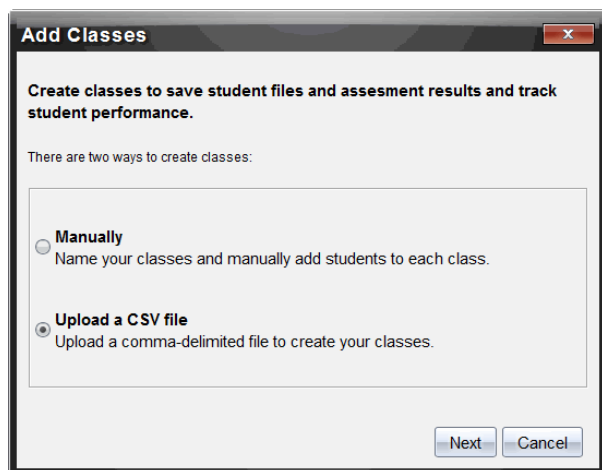 Add Classes
x
Create classes to save student files and assesment results and track
student performance.
There are two ways to create classes:
Manually
Name your classes and manually add students to each class.
Upload a CSV file
Upload a comma-delimited file to create your classes.
Next Cancel